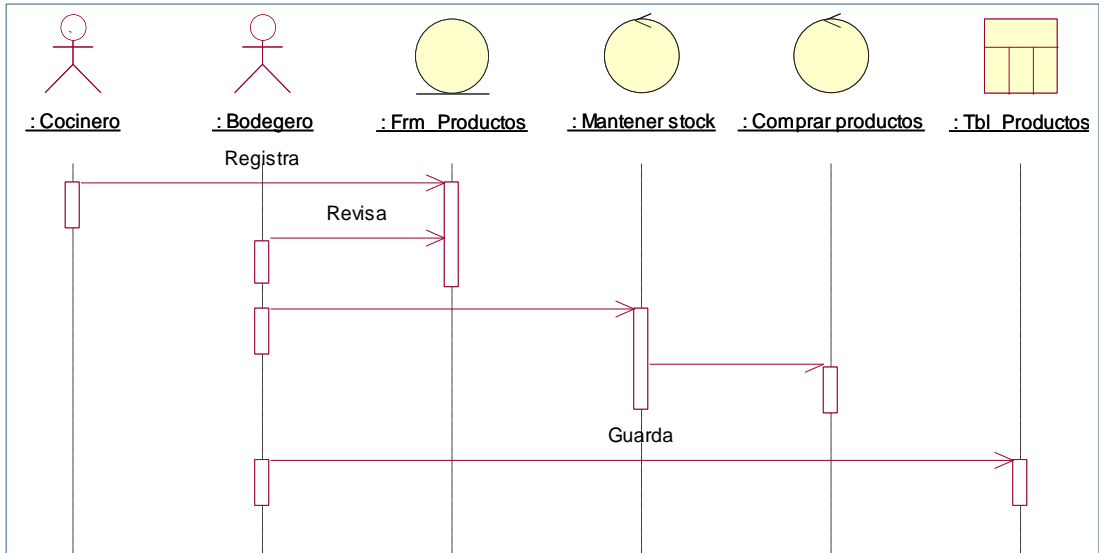 : Cocinero
: Bodegero
: Frm_Productos
: Mantener stock
: Comprar productos
: Tbl_Productos
Registra
Revisa
Guarda